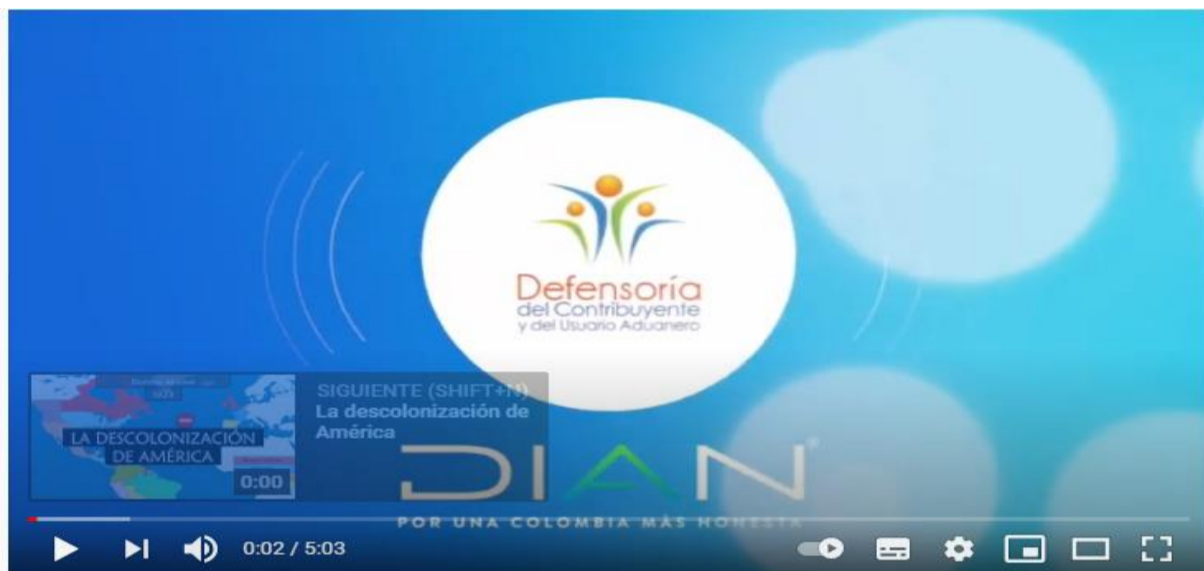 Defensoría
del Contribuyente
y del Usuario Aduanero
SIGUIENTE (SHIFT+N)
La descolonización de
América
LA DESCOLONIZACIÓN
DE AMÉRICA
0:00
DIAN
POR UNA COLOMBIA MÁS HONESTA
0:02 / 5:03